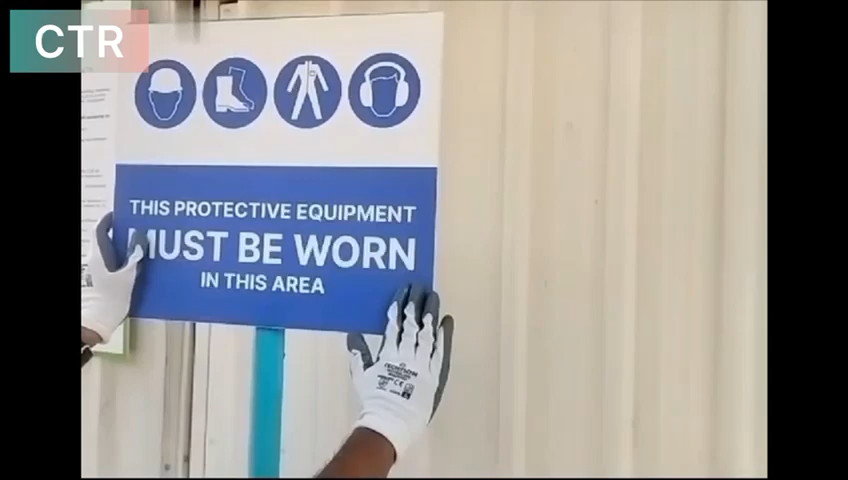 CTR
THIS PROTECTIVE EQUIPMENT
MUST BE WORN
IN THIS AREA